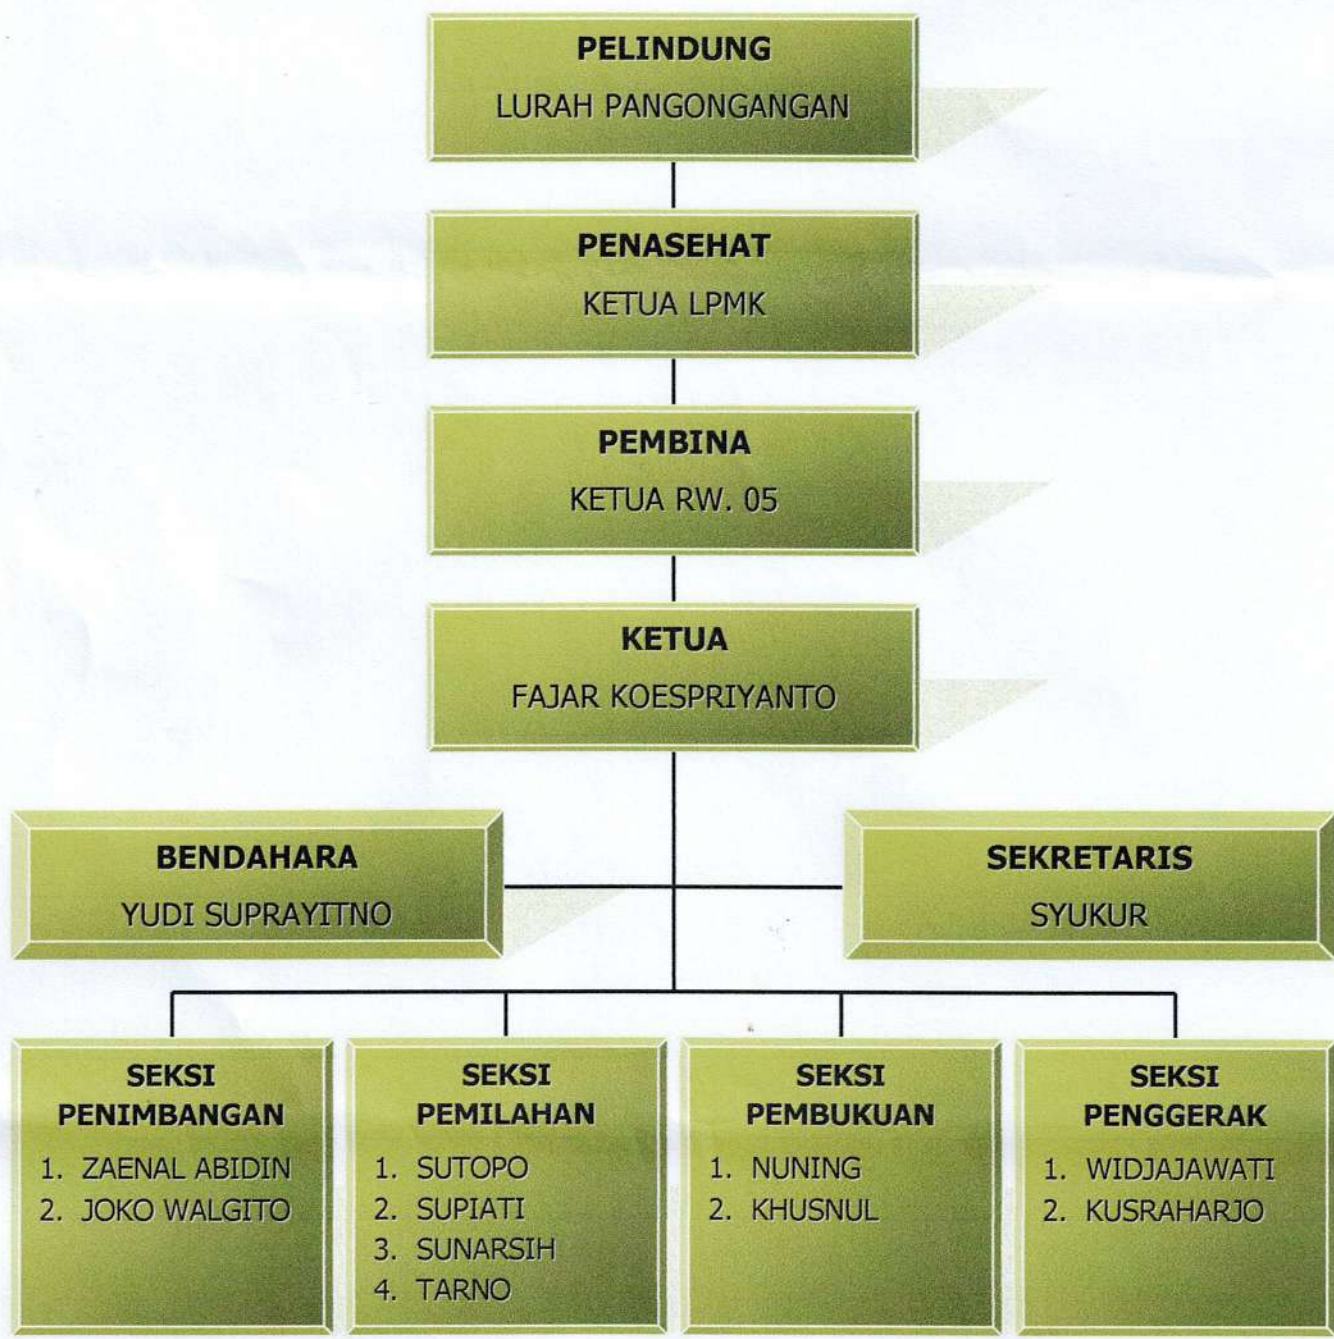 PELINDUNG
LURAH PANGONGANGAN
PENASEHAT
KETUA LPMK
PEMBINA
KETUA RW. 05
KETUA
FAJAR KOESPRIYANTO
BENDAHARA
YUDI SUPRAYITNO
SEKRETARIS
SYUKUR
SEKSI
PENIMBANGAN
1. ZAENAL ABIDIN
2. JOKO WALGITO
SEKSI
PEMILAHAN
1. SUTOPO
2. SUPIATI
3. SUNARSIH
4. TARNO
SEKSI
PEMBUKUAN
1. NUNING
2. KHUSNUL
SEKSI
PENGGERAK
1. WIDJAJAWATI
2. KUSRAHARJO